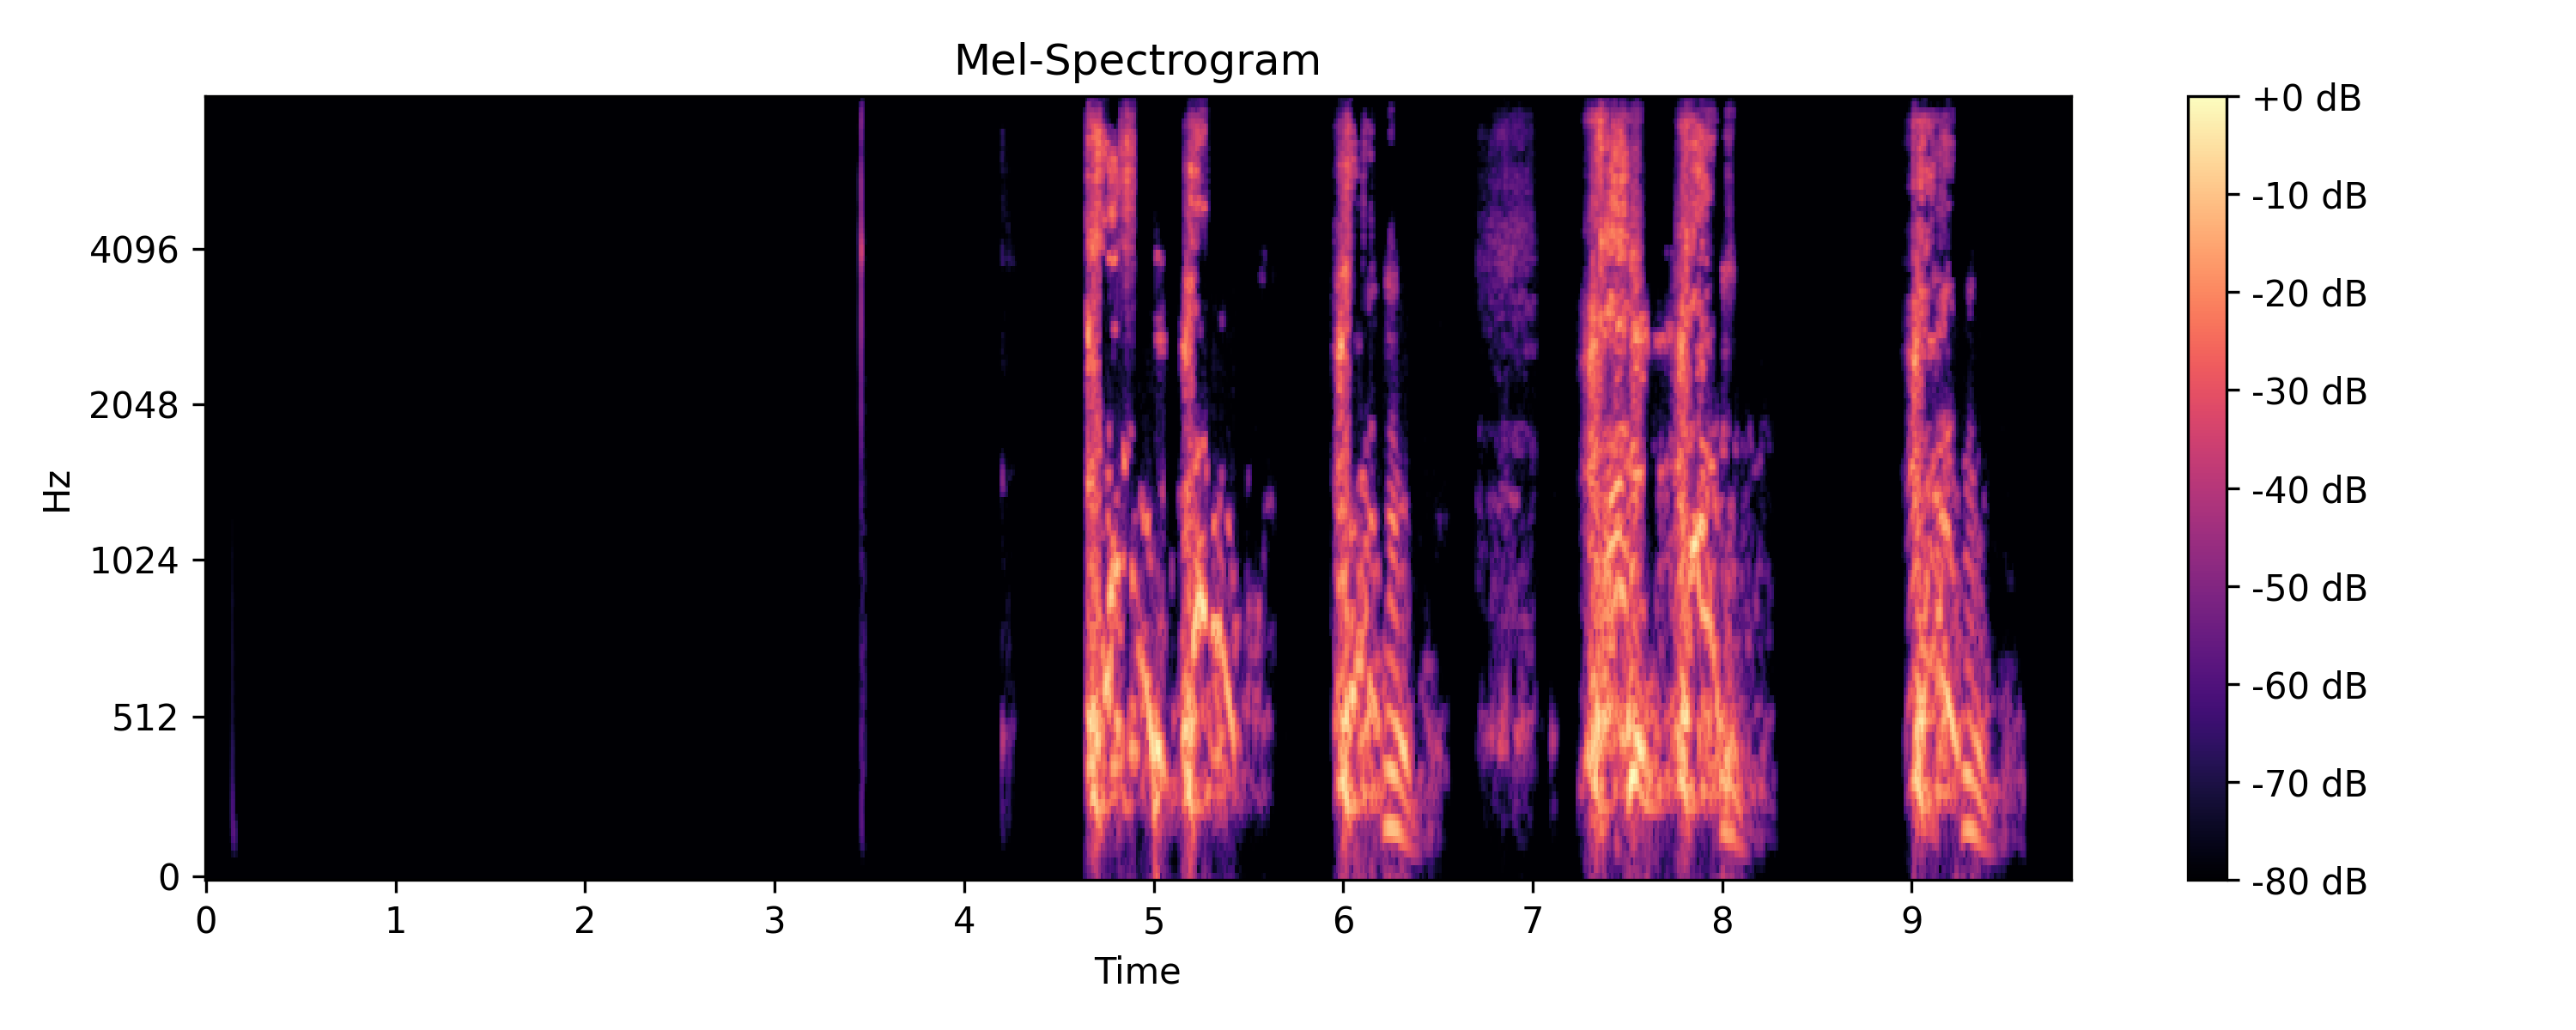 Mel-Spectrogram
+0 dB
-10 dB
-20 dB
-30 dB
-40 dB
-50 dB
-60 dB
-70 dB
-80 dB
4096
2048
1024
512
0
Hz
0 1 2 3 4 5 6 7 8 9
Time